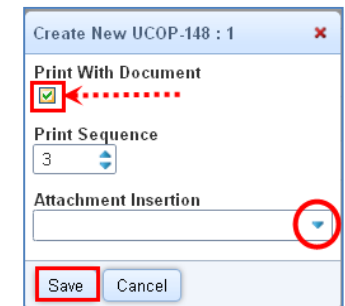 Create New UCOP-148 : 1
Print With Document
Print Sequence
3
Attachment Insertion
Save Cancel